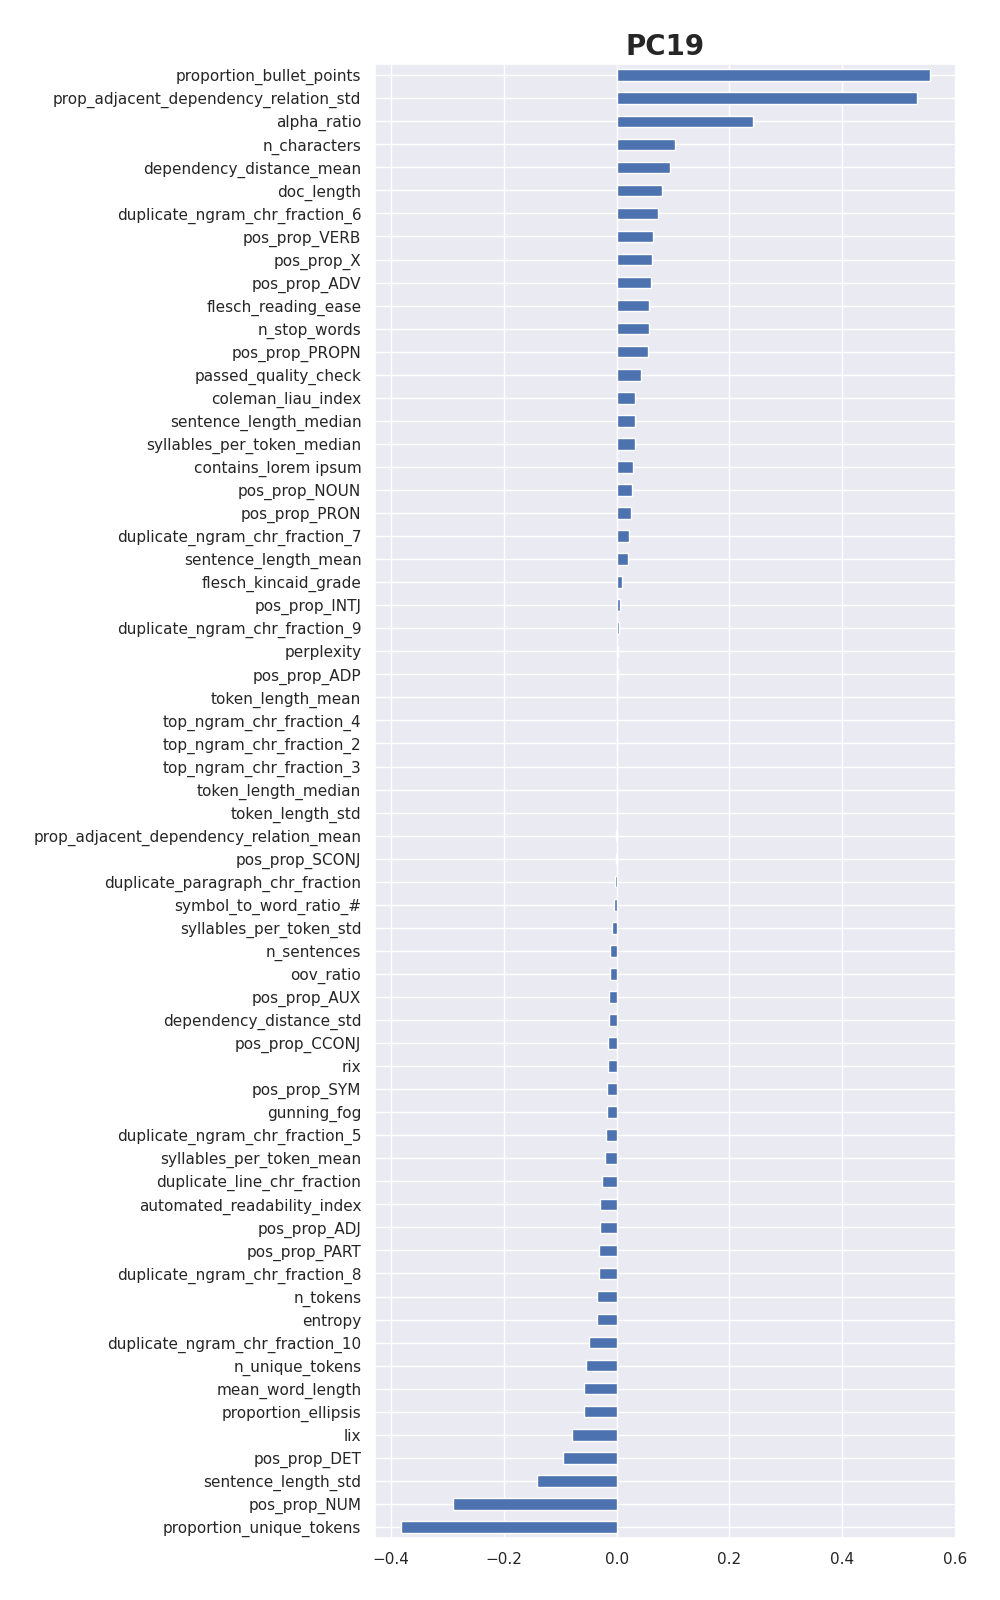 PC19
proportion_bullet_points
prop_adjacent_dependency_relation_std
alpha_ratio
n_characters
dependency_distance_mean
doc_length
duplicate_ngram_chr_fraction_6
pos_prop_VERB
pos_prop_X
pos_prop_ADV
flesch_reading_ease
n_stop_words
pos_prop_PROPN
passed_quality_check
coleman_liau_index
sentence_length_median
syllables_per_token_median
contains_lorem ipsum
pos_prop_NOUN
pos_prop_PRON
duplicate_ngram_chr_fraction_7
sentence_length_mean
flesch_kincaid_grade
pos_prop_INTJ
duplicate_ngram_chr_fraction_9
perplexity
pos_prop_ADP
token_length_mean
top_ngram_chr_fraction_4
top_ngram_chr_fraction_2
top_ngram_chr_fraction_3
token_length_median
token_length_std
prop_adjacent_dependency_relation_mean
pos_prop_SCONJ
duplicate_paragraph_chr_fraction
symbol_to_word_ratio_#
syllables_per_token_std
n_sentences
oov_ratio
pos_prop_AUX
dependency_distance_std
pos_prop_CCONJ
rix
pos_prop_SYM
gunning_fog
duplicate_ngram_chr_fraction_5
syllables_per_token_mean
duplicate_line_chr_fraction
automated_readability_index
pos_prop_ADJ
pos_prop_PART
duplicate_ngram_chr_fraction_8
n_tokens
entropy
duplicate_ngram_chr_fraction_10
n_unique_tokens
mean_word_length
proportion_ellipsis
lix
pos_prop_DET
sentence_length_std
pos_prop_NUM
proportion_unique_tokens
−0.4 −0.2 0.0 0.2 0.4 0.6